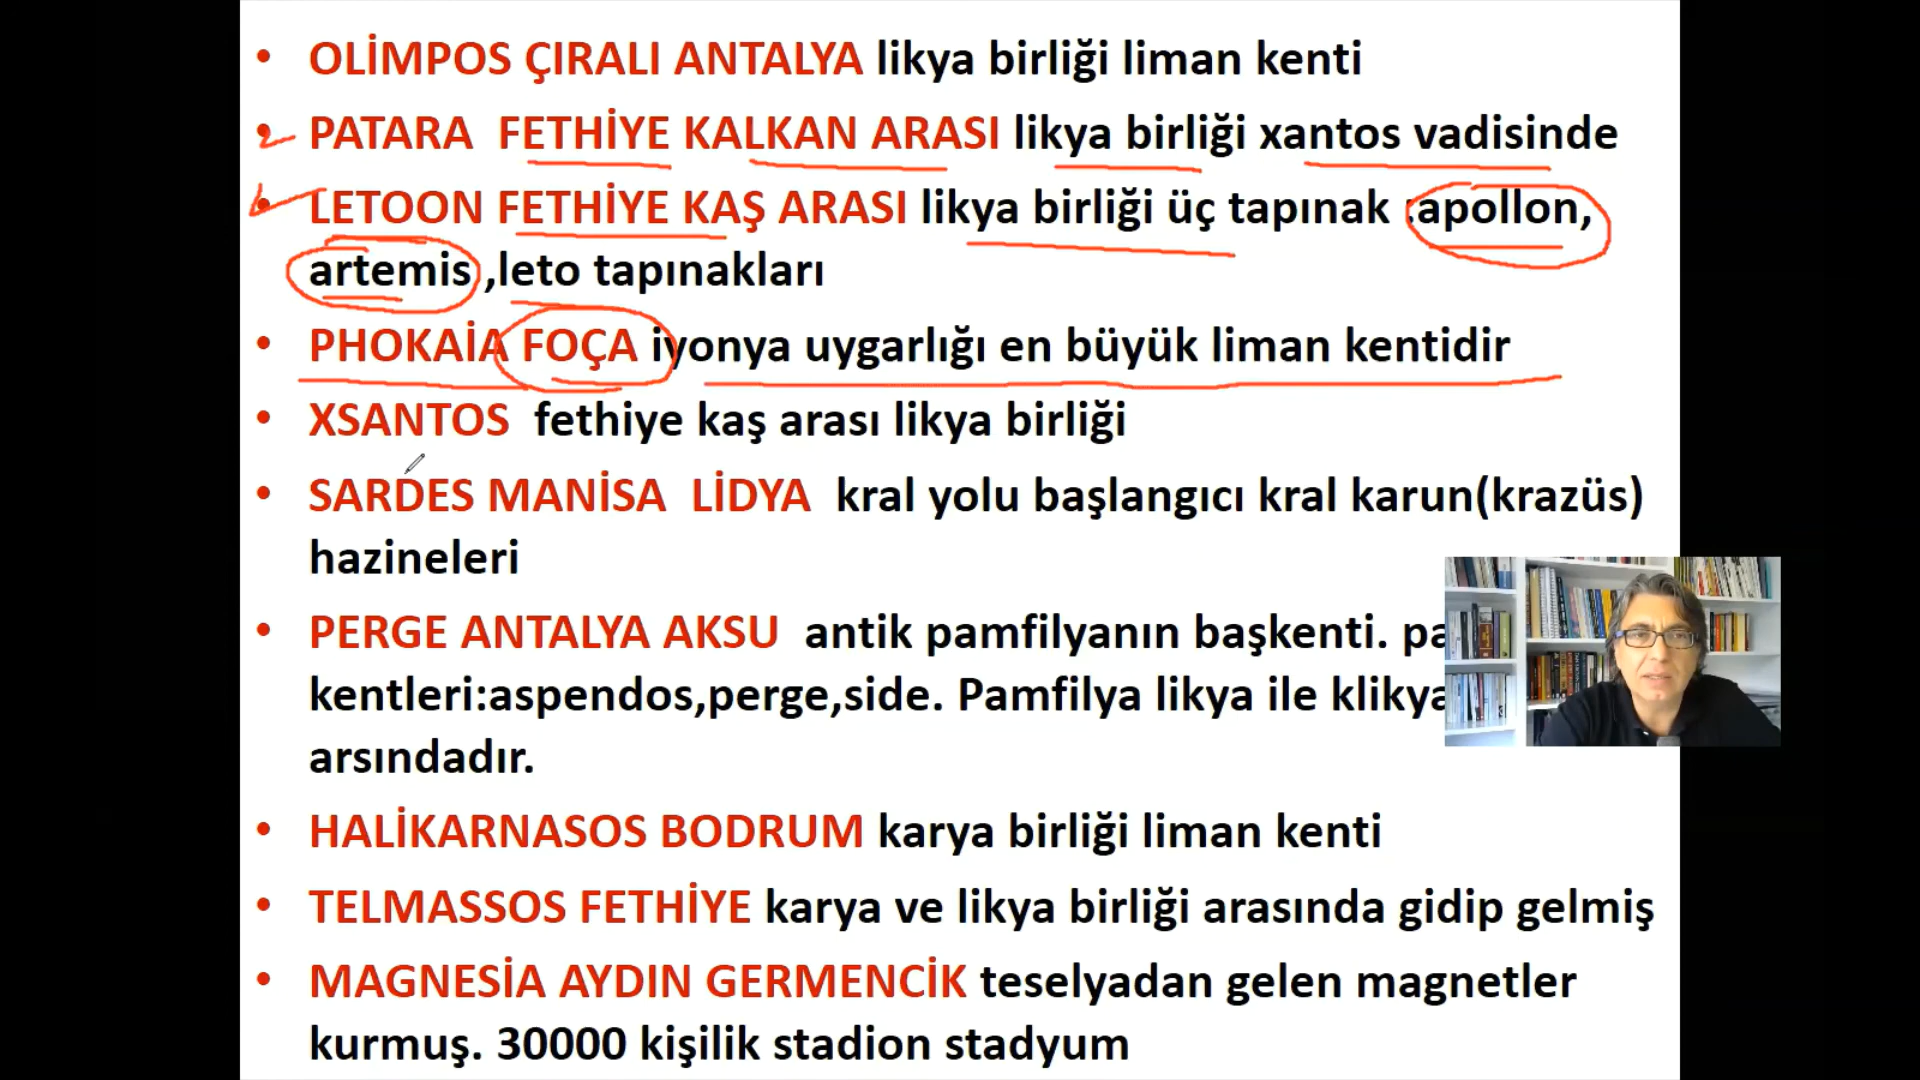 • OLİMPOS ÇIRALI ANTALYA likya birliği liman kenti
• PATARA FETHİYE KALKAN ARASI likya birliği xantos vadisinde
• LETOON FETHİYE KAŞ ARASI likya birliği üç tapınak :apollon,
artemis ,leto tapınakları
• PHOKAİA FOÇA iyonya uygarlığı en büyük liman kentidir
• XSANTOS fethiye kaş arası likya birliği
• SARDES MANİSA LİDYA kral yolu başlangıcı kral karun(krazüs)
hazineleri
• PERGE ANTALYA AKSU antik pamfilyanın başkenti.
kentleri:aspendos,perge,side. Pamfilya likya ile klikya
arsındadır.
• HALİKARNASOS BODRUM karya birliği liman kenti
• TELMASSOS FETHİYE karya ve likya birliği arasında gidip gelmiş
• MAGNESİA AYDIN GERMENCİK teselyadan gelen magnetler
kurmuş. 30000 kişilik stadion stadyum